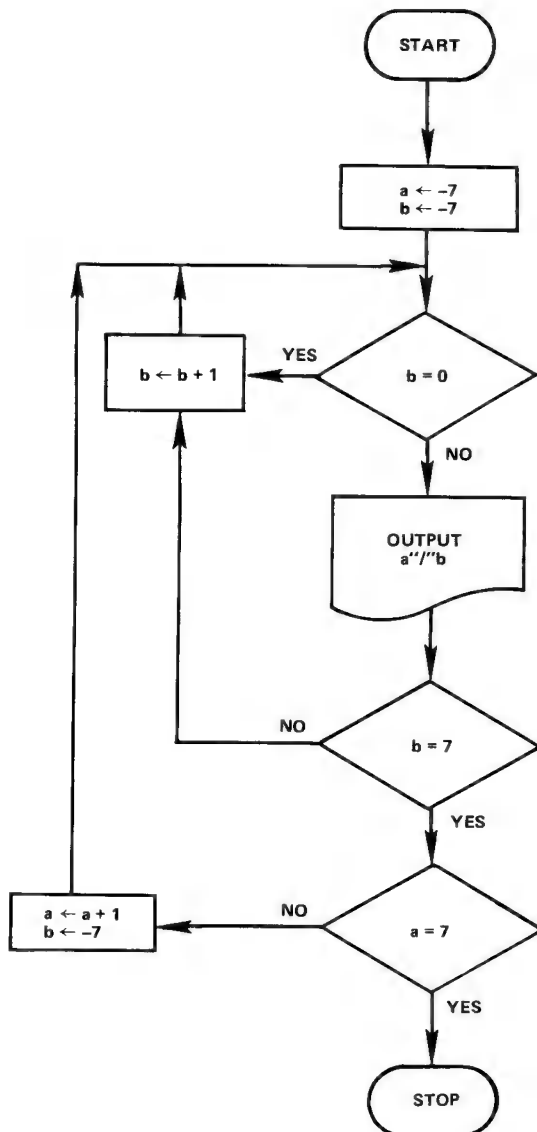 START
a ← -7
b ← -7
b ← b + 1
YES
b = 0
NO
OUTPUT
a“/”b
NO
b = 7
YES
a ← a + 1
b ← -7
NO
a = 7
YES
STOP